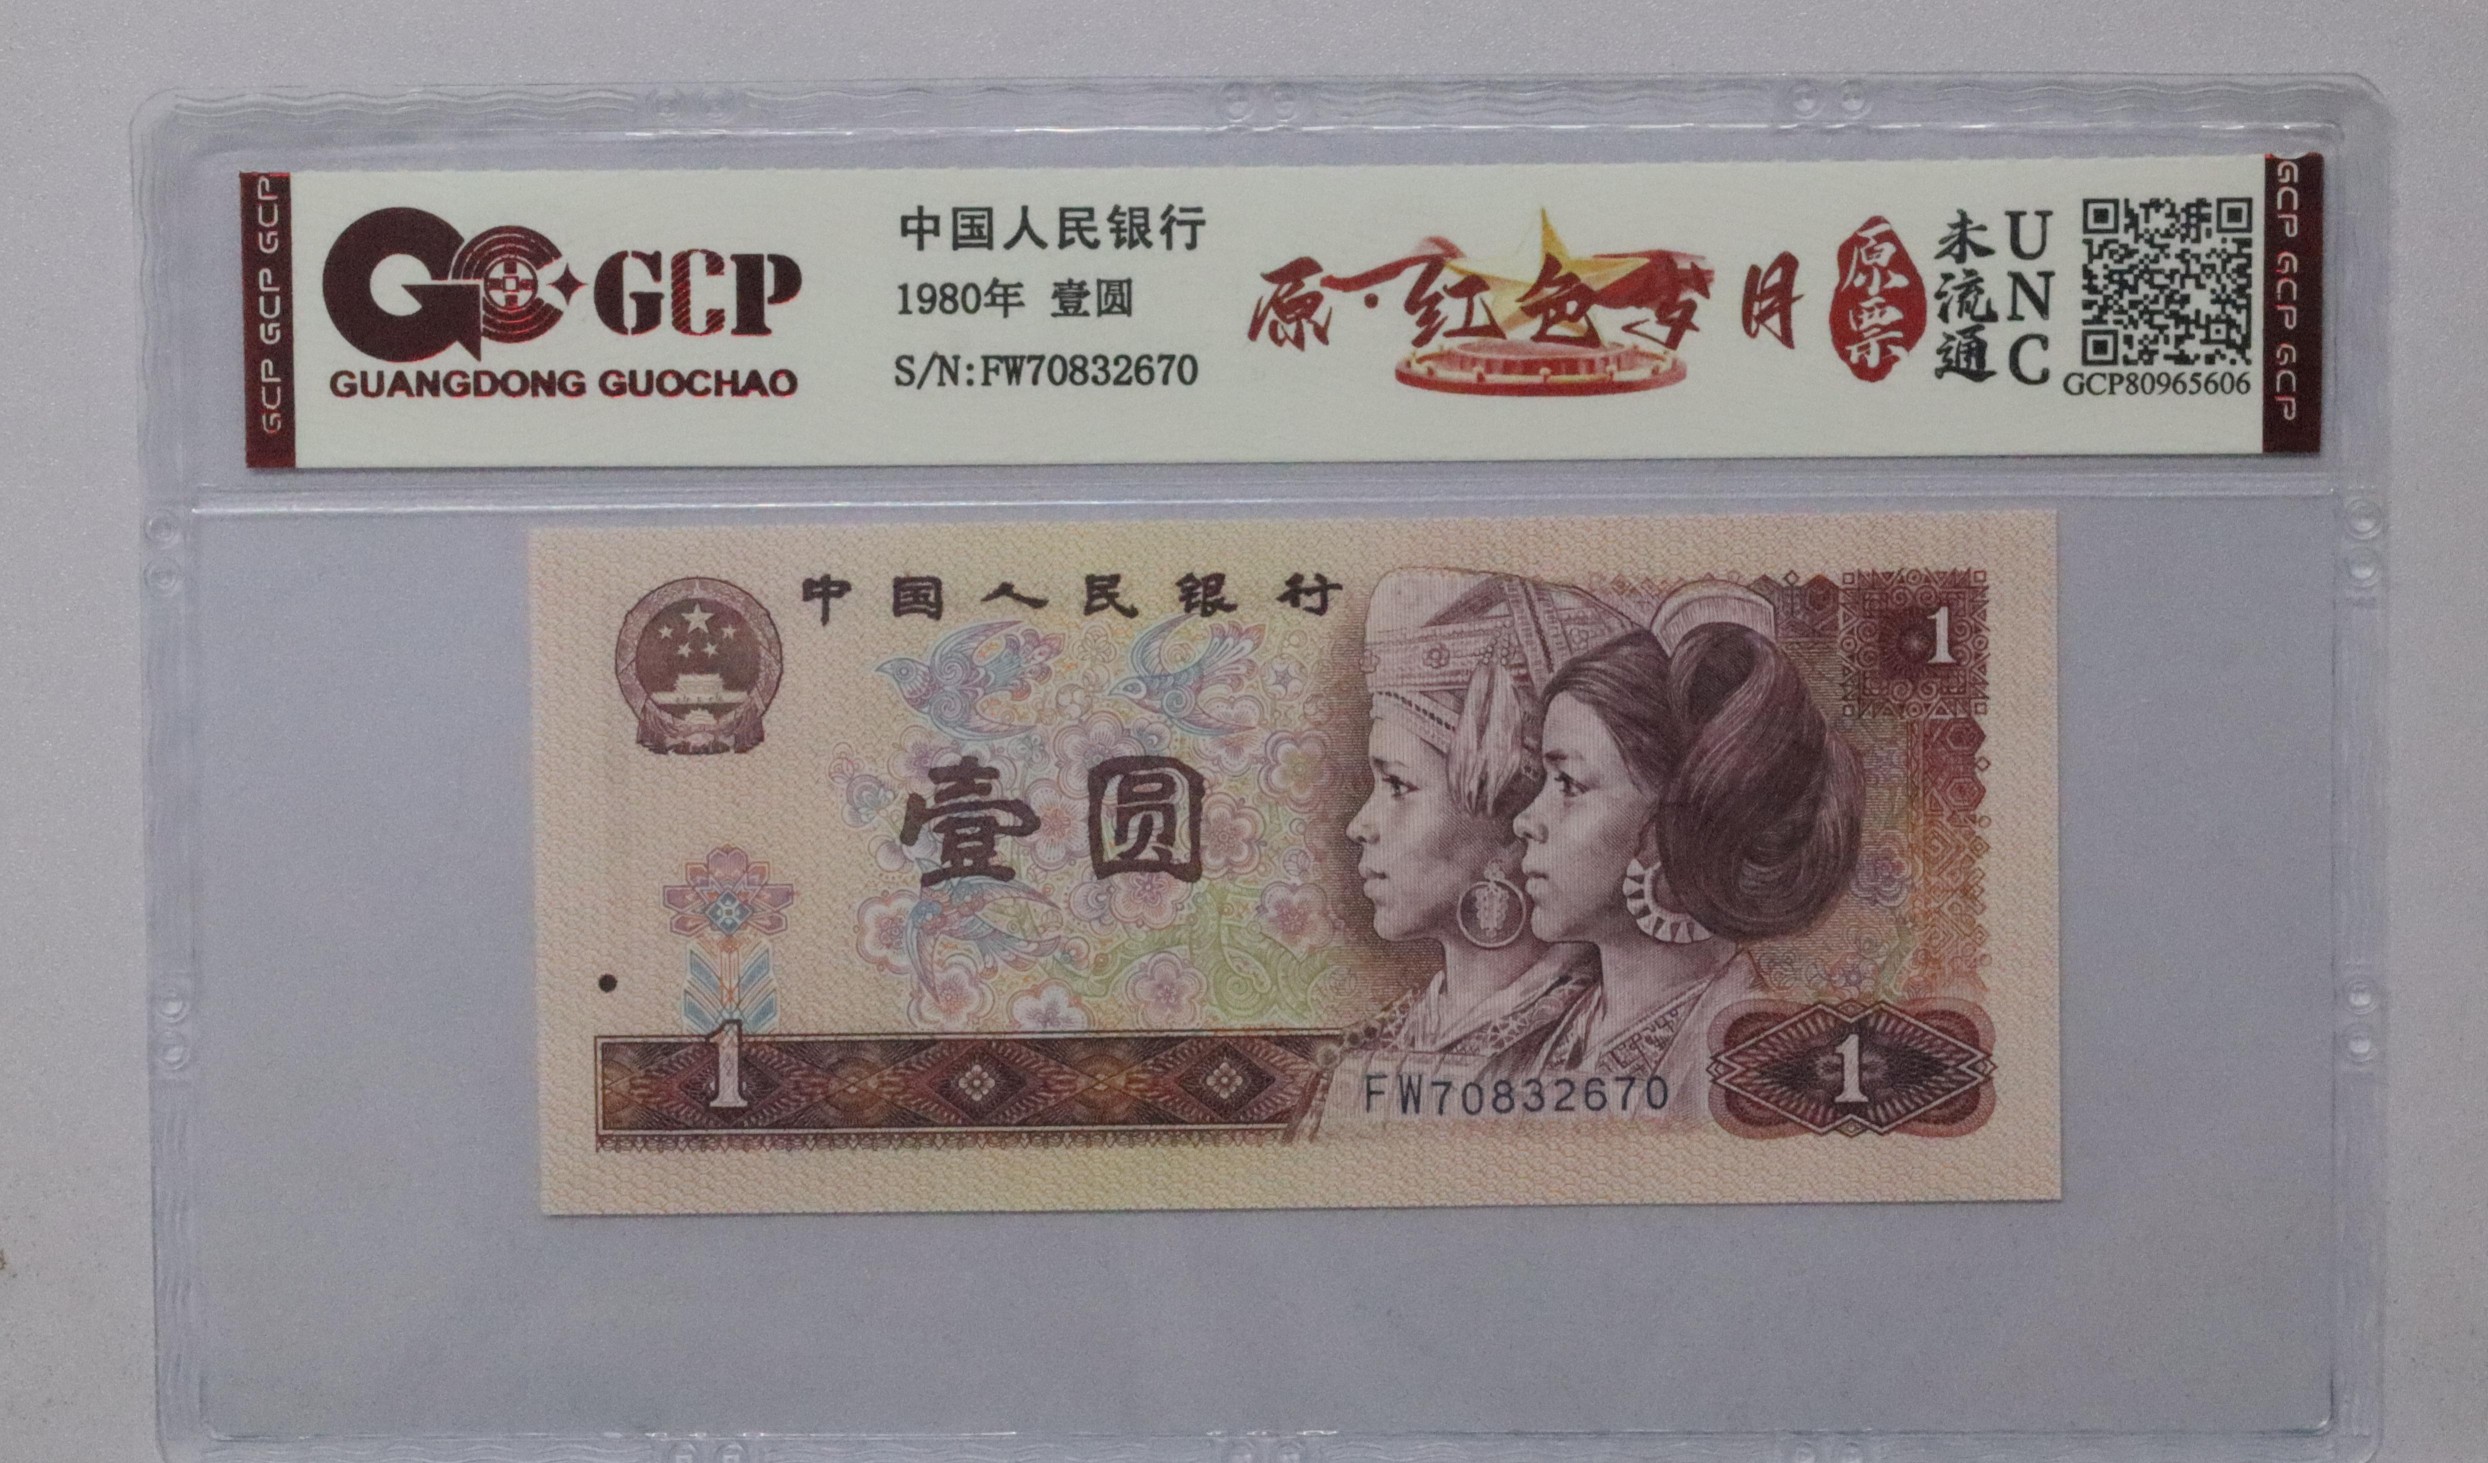 GCP GCP GCP
GCP
GUANGDONG GUOCHAO
中国人民银行
1980年 壹圆
S/N:FW70832670
原·红色岁月
原票
未流通
UNC
GCP80965606
GCP GCP GCP
中国人民银行
1
壹圆
1
FW70832670
1